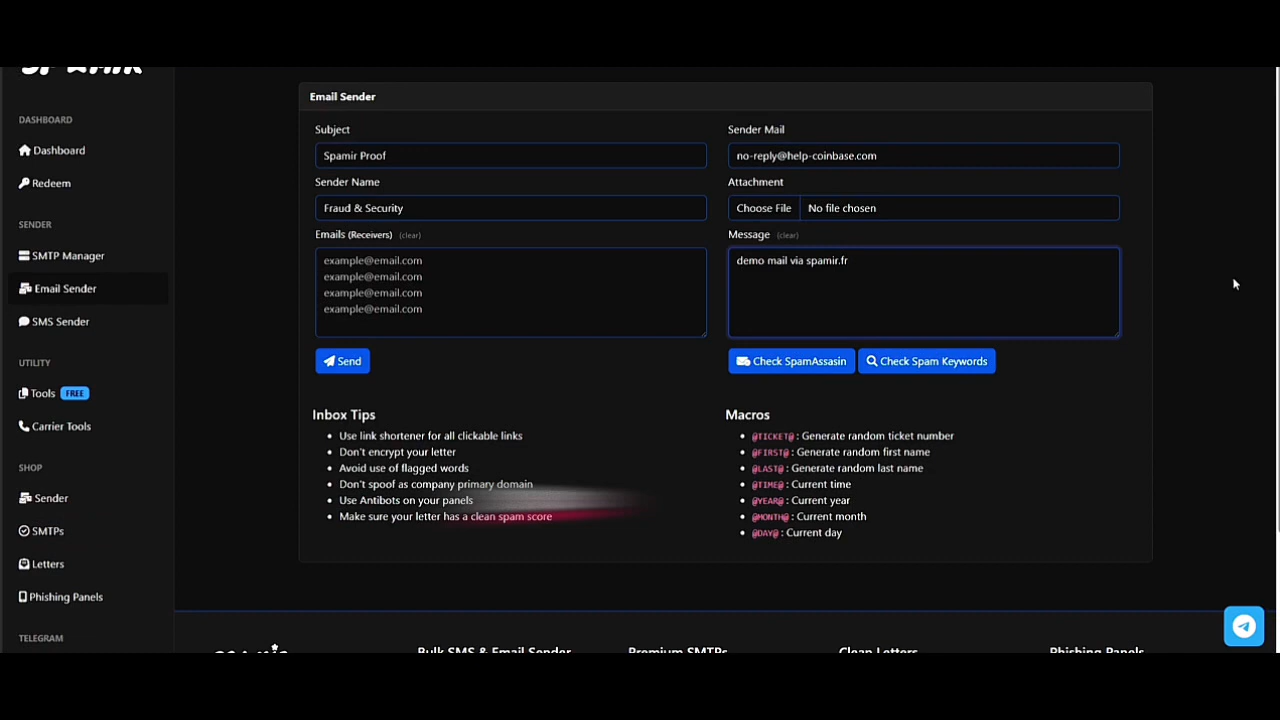 DASHBOARD
Dashboard
Redeem
SENDER
SMTP Manager
Email Sender
SMS Sender
UTILITY
Tools FREE
Carrier Tools
SHOP
Sender
SMTPs
Letters
Phishing Panels
TELEGRAM
Email Sender
Subject
Spamir Proof
Sender Mail
no-reply@help-coinbase.com
Sender Name
Fraud & Security
Attachment
Choose File No file chosen
Emails (Receivers) (clear)
example@email.com
example@email.com
example@email.com
example@email.com
Message (clear)
demo mail via spamir.fr
Send
Check SpamAssasin
Check Spam Keywords
Inbox Tips
Use link shortener for all clickable links
Don't encrypt your letter
Avoid use of flagged words
Don't spoof as company primary domain
Use Antibots on your panels
Make sure your letter has a clean spam score
Macros
@TICKET@ : Generate random ticket number
@FIRST@ : Generate random first name
@LAST@ : Generate random last name
@TIME@ : Current time
@YEAR@ : Current year
@MONTH@ : Current month
@DAY@ : Current day
Bulk SMS & Email Sender
Premium SMTPs
Clean Letters
Phishing Panels